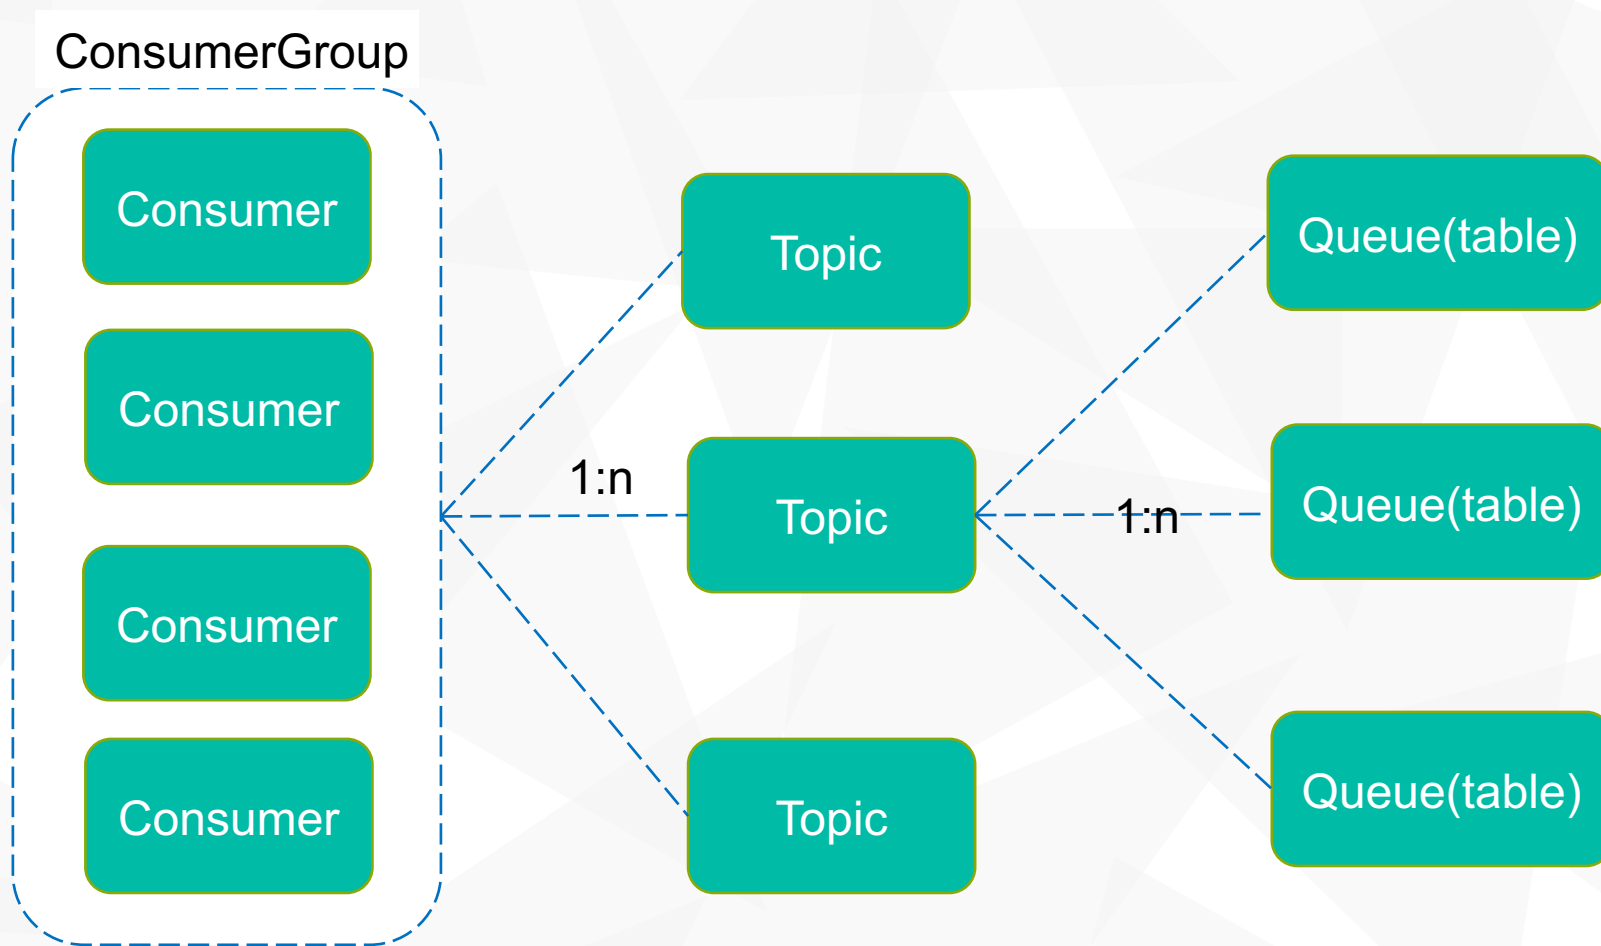 ConsumerGroup
Consumer
Consumer
Consumer
Consumer
1:n
Topic
Topic
Topic
1:n
Queue(table)
Queue(table)
Queue(table)